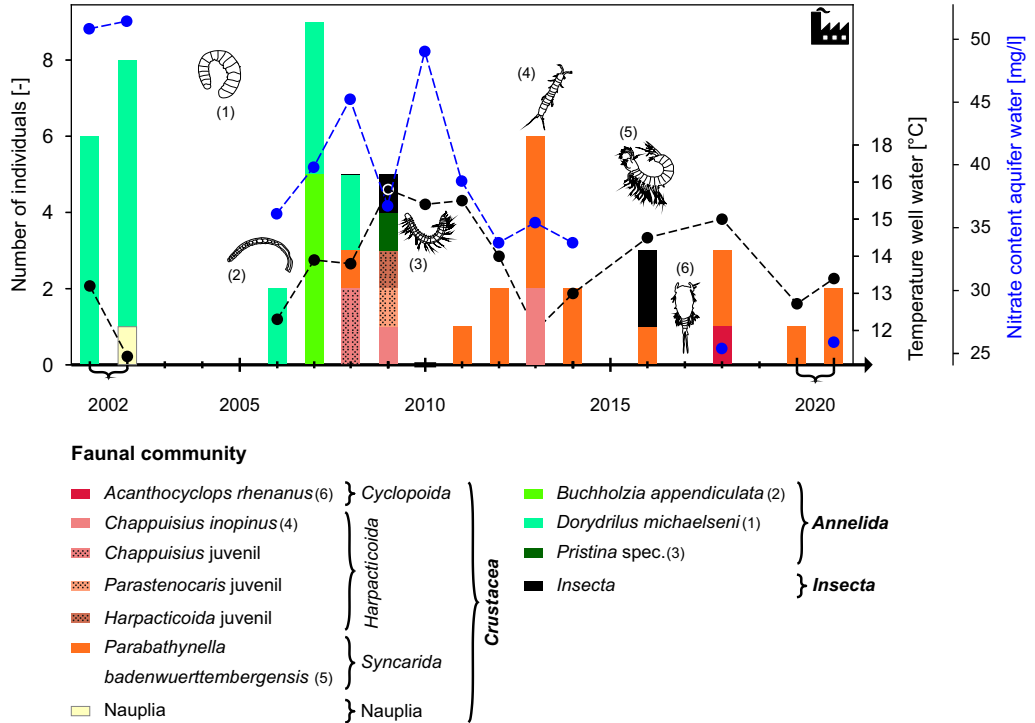 Number of individuals [-]
8
6
4
2
0
(1)
(2)
(3)
(4)
(5)
(6)
18
16
15
14
13
12
Temperature well water [°C]
50
45
40
35
30
25
Nitrate content aquifer water [mg/l]
2002
2005
2010
2015
2020
Faunal community
Acanthocyclops rhenanus (6)
Cyclopoida
Chappuisius inopinus (4)
Chappuisius juvenil
Parastenocaris juvenil
Harpacticoida juvenil
Harpacticoida
Parabathynella
badenwuerttembergensis (5)
Syncarida
Nauplia
Nauplia
Crustacea
Buchholzia appendiculata (2)
Dorydrilus michaelseni (1)
Pristina spec. (3)
Annelida
Insecta
Insecta